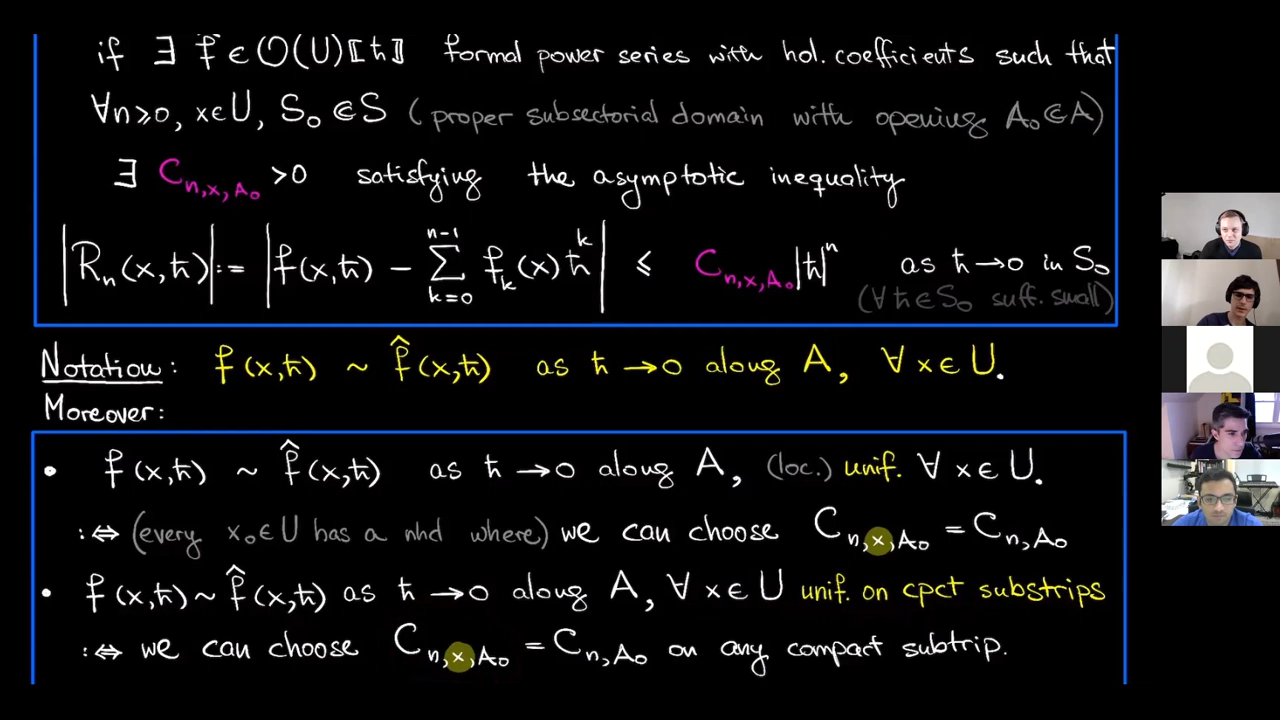 if ∃ f ∈ O(U)⟦ħ⟧ formal power series with hol. coefficients such that
∀n≥0, x∈U, S₀ ⋐ S (proper subsectorial domain with opening A₀ ⋐ A)
∃ C_{n,x,A₀} >0 satisfying the asymptotic inequality
|R_n(x,ħ)| := |f(x,ħ) − ∑_{k=0}^{n-1} f_k(x) ħ^k| ≤ C_{n,x,A₀}|ħ|^n as ħ→0 in S₀
(∀ħ∈S₀ suff. small)
Notation: f(x,ħ) ~ f̂(x,ħ) as ħ→0 along A, ∀x∈U.
Moreover:
• f(x,ħ) ~ f̂(x,ħ) as ħ→0 along A, (loc.) unif. ∀x∈U.
:⇔ (every x₀∈U has a nhd where) we can choose C_{n,x,A₀} = C_{n,A₀}
• f(x,ħ) ~ f̂(x,ħ) as ħ→0 along A, ∀x∈U unif. on cpct substrips
:⇔ we can choose C_{n,x,A₀} = C_{n,A₀} on any compact subtrip.